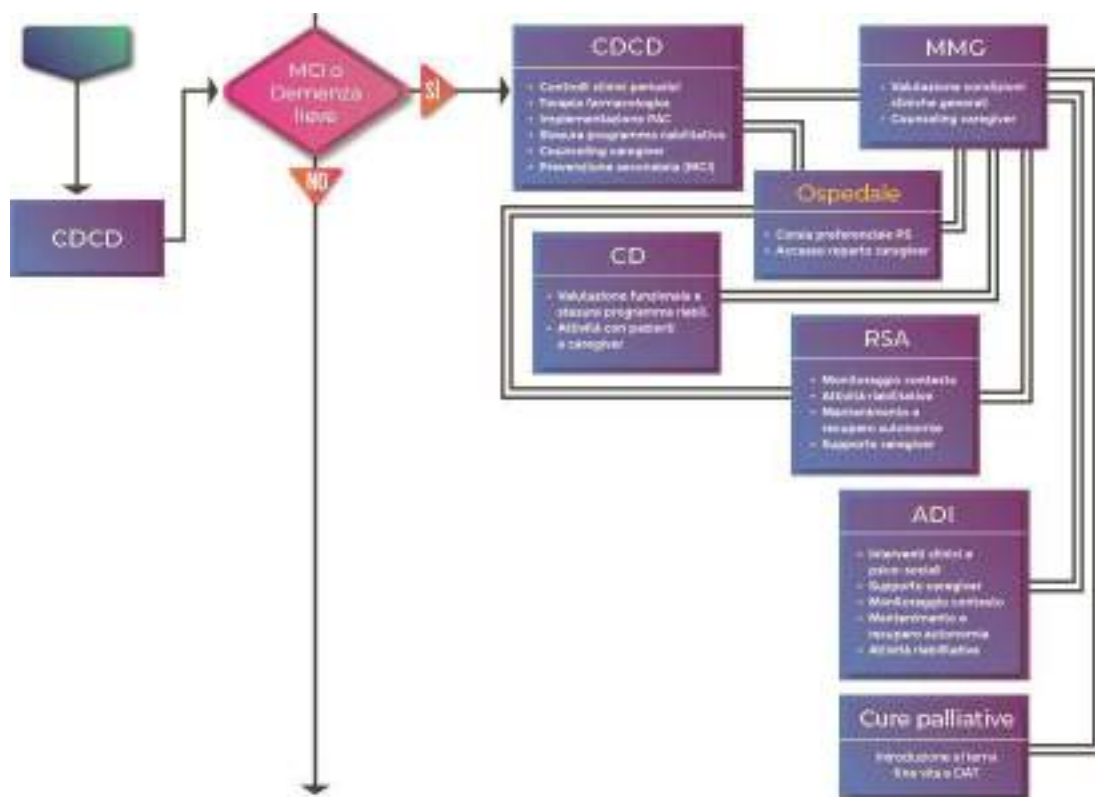 MCI o
Demenza
lieve
SÌ
NO
CDCD
CDCD
• Controlli clinici periodici
• Terapia farmacologica
• Implementazione PAC
• Stesura programma riabilitativo
• Counseling caregiver
• Prevenzione secondaria (MCI)
MMG
• Valutazione condizioni
cliniche generali
• Counseling caregiver
Ospedale
• Corsia preferenziale PS
• Accesso reparto caregiver
CD
• Valutazione funzionale e
stesura programma riabil.
• Attività con pazienti
e caregiver
RSA
• Monitoraggio contesto
• Attività riabilitative
• Mantenimento e
recupero autonomie
• Supporto caregiver
ADI
• Interventi clinici e
psico-sociali
• Supporto caregiver
• Monitoraggio contesto
• Mantenimento e
recupero autonomia
• Attività riabilitative
Cure palliative
Introduzione al tema
fine vita e DAT